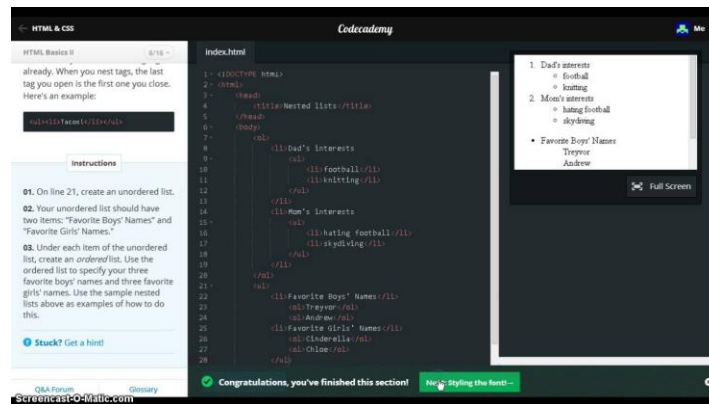 ← HTML & CSS
Codecademy
Me
HTML Basics II
6/16
already. When you nest tags, the last
tag you open is the first one you close.
Here's an example:
<ul><li>Tacos!</li></ul>
Instructions
01. On line 21, create an unordered list.
02. Your unordered list should have
two items: "Favorite Boys' Names" and
"Favorite Girls' Names."
03. Under each item of the unordered
list, create an ordered list. Use the
ordered list to specify your three
favorite boys' names and three favorite
girls' names. Use the sample nested
lists above as examples of how to do
this.
Stuck? Get a hint!
Q&A Forum
Glossary
index.html
1 <!DOCTYPE html>
2 <html>
3 <head>
4 <title>Nested lists</title>
5 </head>
6 <body>
7 <ol>
8 <li>Dad's interests
9 <ul>
10 <li>football</li>
11 <li>knitting</li>
12 </ul>
13 </li>
14 <li>Mom's interests
15 <ul>
16 <li>hating football</li>
17 <li>skydiving</li>
18 </ul>
19 </li>
20 </ol>
21 <ul>
22 <li>Favorite Boys' Names</li>
23 <ol>Treyvor</ol>
24 <ol>Andrew</ol>
25 <li>Favorite Girls' Names</li>
26 <ol>Cinderella</ol>
27 <ol>Chloe</ol>
28 </ul>
1. Dad's interests
football
knitting
2. Mom's interests
hating football
skydiving
Favorite Boys' Names
Treyvor
Andrew
Full Screen
Congratulations, you've finished this section!
Next: Styling the font!
Screencast-O-Matic.com